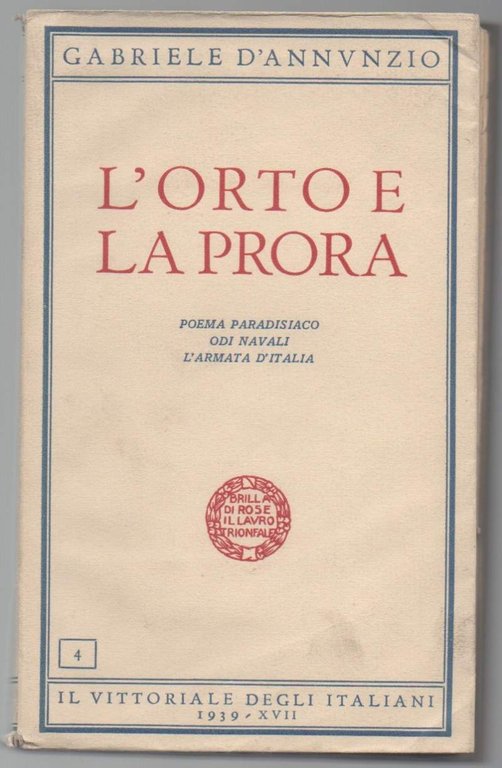 GABRIELE D'ANNVNZIO
L'ORTO E
LA PRORA
POEMA PARADISIACO
ODI NAVALI
L'ARMATA D'ITALIA
BRILLA
DI ROSE
IL LAVRO
TRIONFALE
4
IL VITTORIALE DEGLI ITALIANI
1939 - XVII